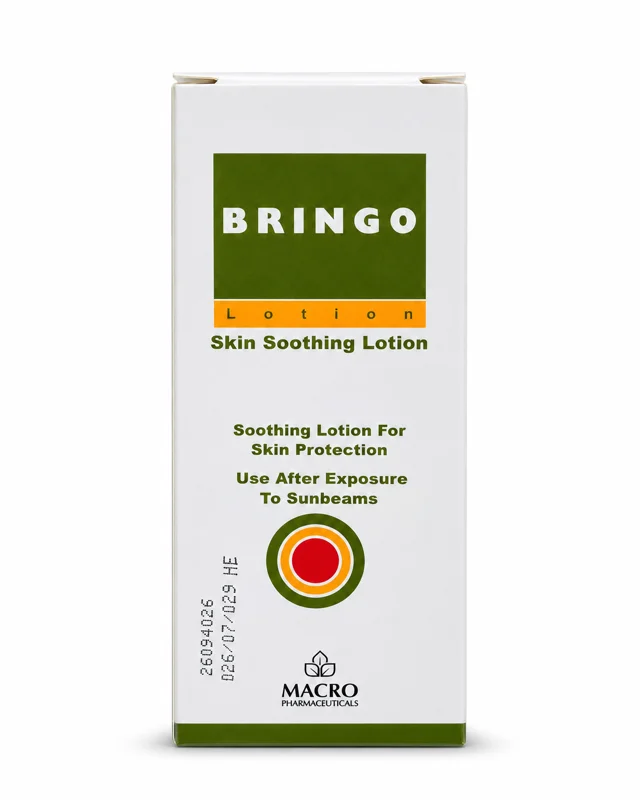 BRINGO
Lotion
Skin Soothing Lotion
Soothing Lotion For
Skin Protection
Use After Exposure
To Sunbeams
26094026
026/07/029 HE
MACRO
PHARMACEUTICALS